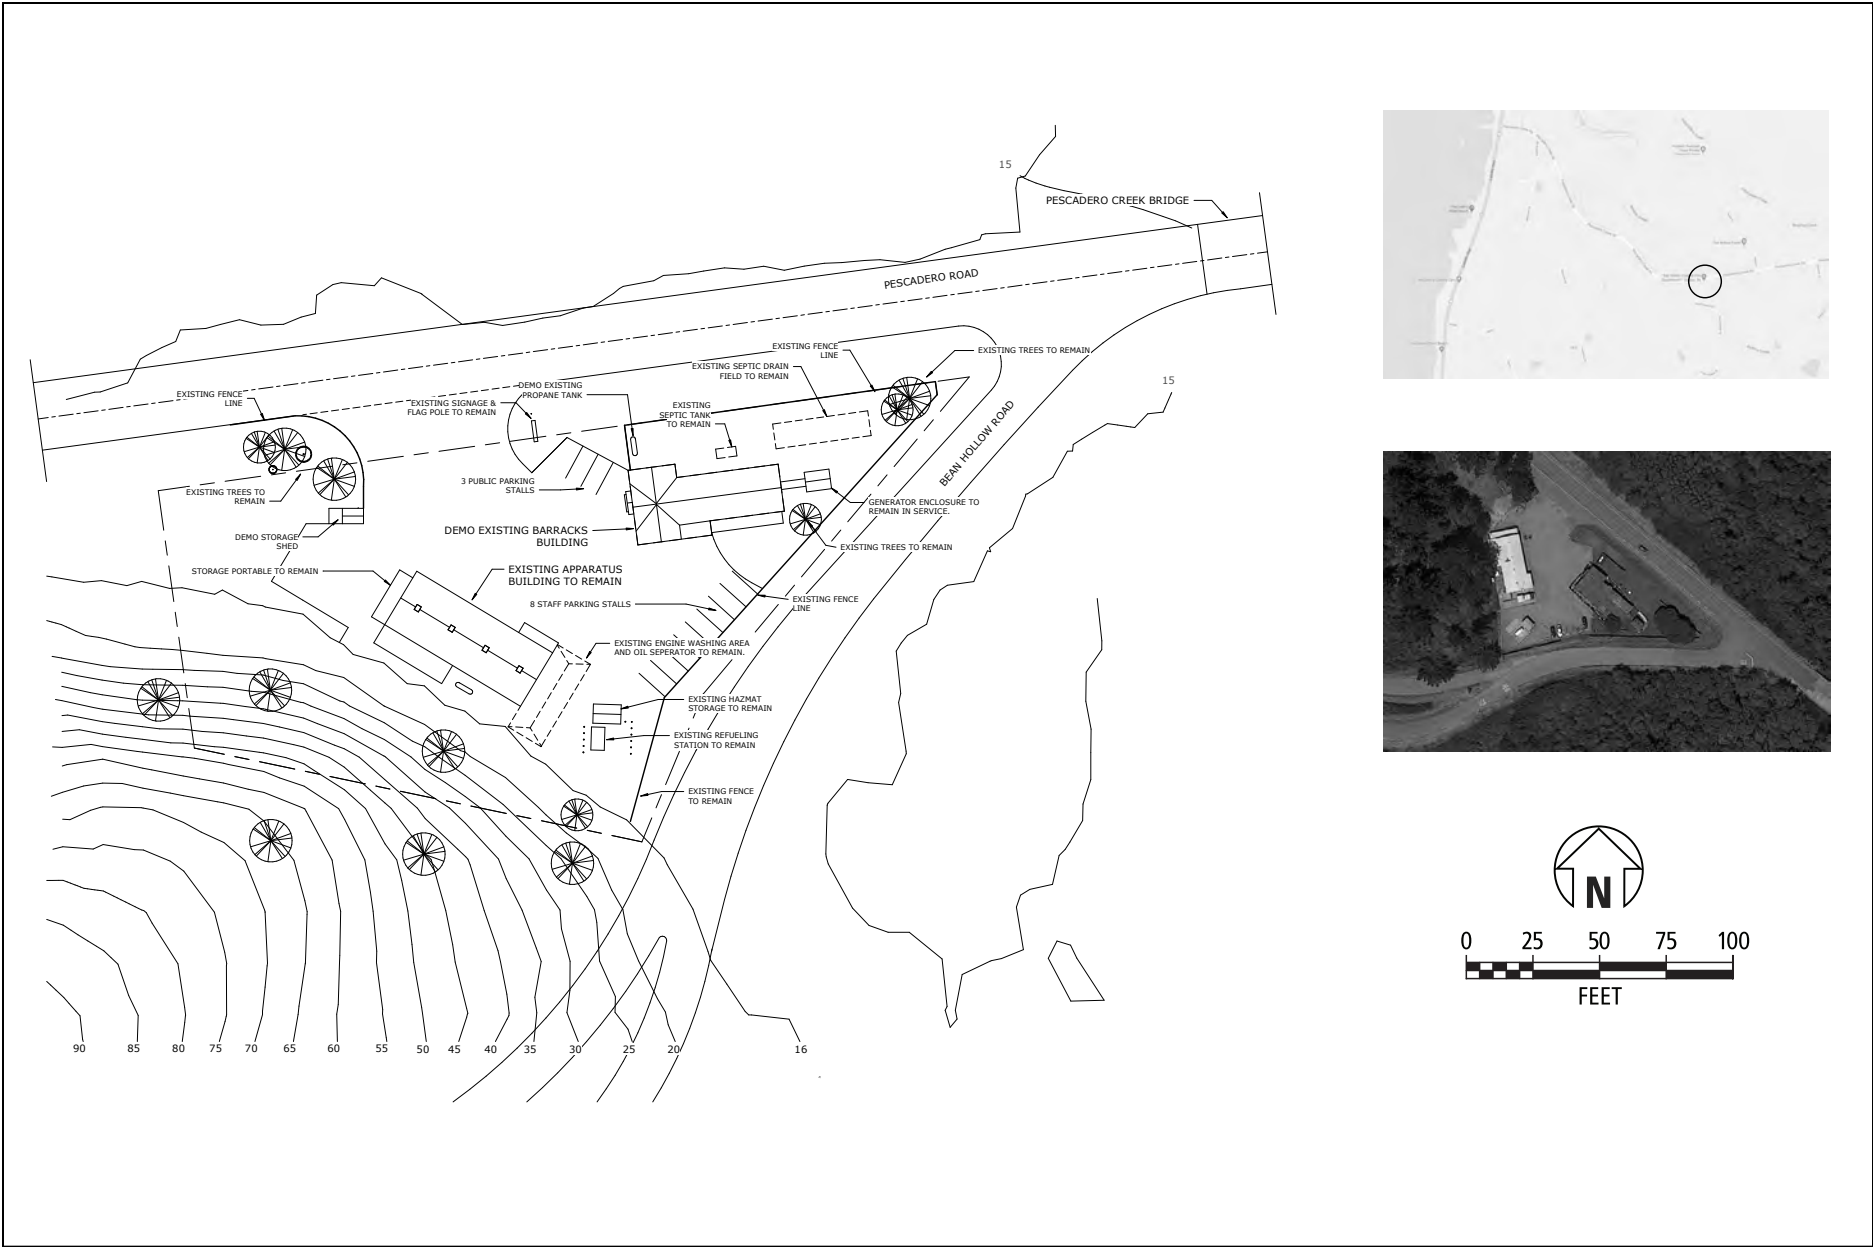 15
PESCADERO CREEK BRIDGE
PESCADERO ROAD
EXISTING FENCE
LINE
EXISTING TREES TO REMAIN
EXISTING SEPTIC DRAIN
FIELD TO REMAIN
15
DEMO EXISTING
PROPANE TANK
EXISTING FENCE
LINE
EXISTING SIGNAGE &
FLAG POLE TO REMAIN
EXISTING
SEPTIC TANK
TO REMAIN
BEAN HOLLOW ROAD
3 PUBLIC PARKING
STALLS
EXISTING TREES TO
REMAIN
GENERATOR ENCLOSURE TO
REMAIN IN SERVICE.
DEMO EXISTING BARRACKS
BUILDING
DEMO STORAGE
SHED
EXISTING TREES TO REMAIN
STORAGE PORTABLE TO REMAIN
EXISTING APPARATUS
BUILDING TO REMAIN
8 STAFF PARKING STALLS
EXISTING FENCE
LINE
EXISTING ENGINE WASHING AREA
AND OIL SEPERATOR TO REMAIN.
EXISTING HAZMAT
STORAGE TO REMAIN
EXISTING REFUELING
STATION TO REMAIN
EXISTING FENCE
TO REMAIN
90 85 80 75 70 65 60 55 50 45 40 35 30 25 20 16
N
0 25 50 75 100
FEET